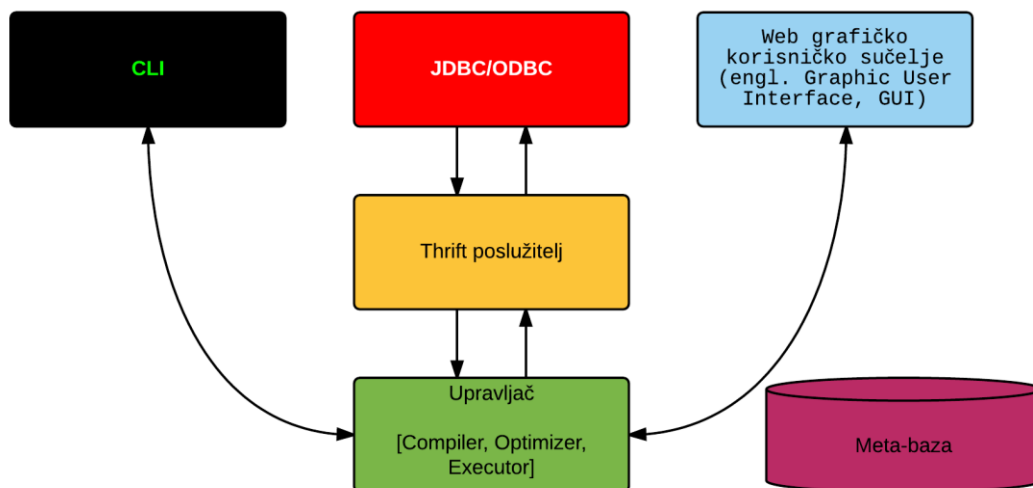 CLI
JDBC/ODBC
Web grafičko
korisničko sučelje
(engl. Graphic User
Interface, GUI)
Thrift poslužitelj
Upravljač
[Compiler, Optimizer,
Executor]
Meta-baza